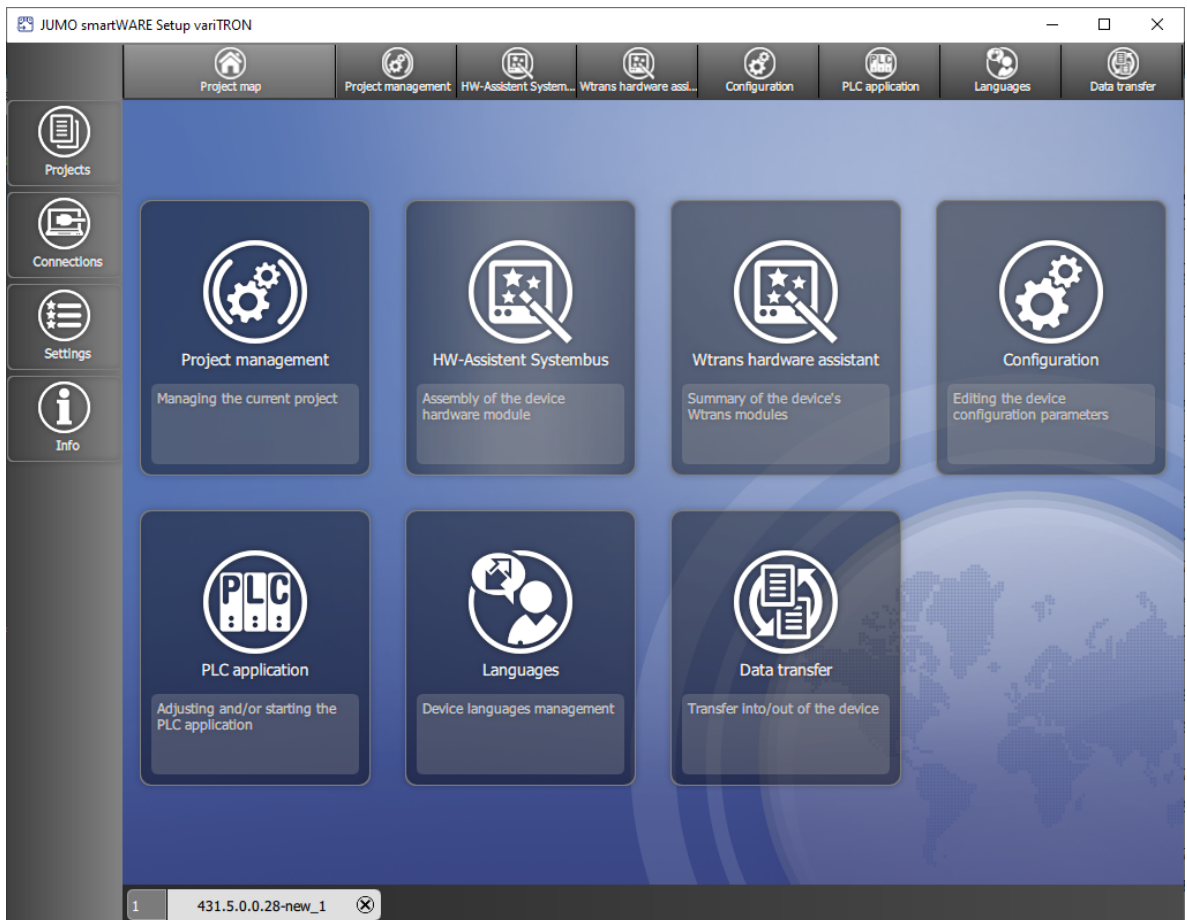 JUMO smartWARE Setup variTRON
Project map
Project management
HW-Assistent System...
Wtrans hardware assi...
Configuration
PLC application
Languages
Data transfer
Projects
Connections
Settings
Info
Project management
Managing the current project
HW-Assistent Systembus
Assembly of the device
hardware module
Wtrans hardware assistant
Summary of the device's
Wtrans modules
Configuration
Editing the device
configuration parameters
PLC
PLC application
Adjusting and/or starting the
PLC application
Languages
Device languages management
Data transfer
Transfer into/out of the device
1
431.5.0.0.28-new_1